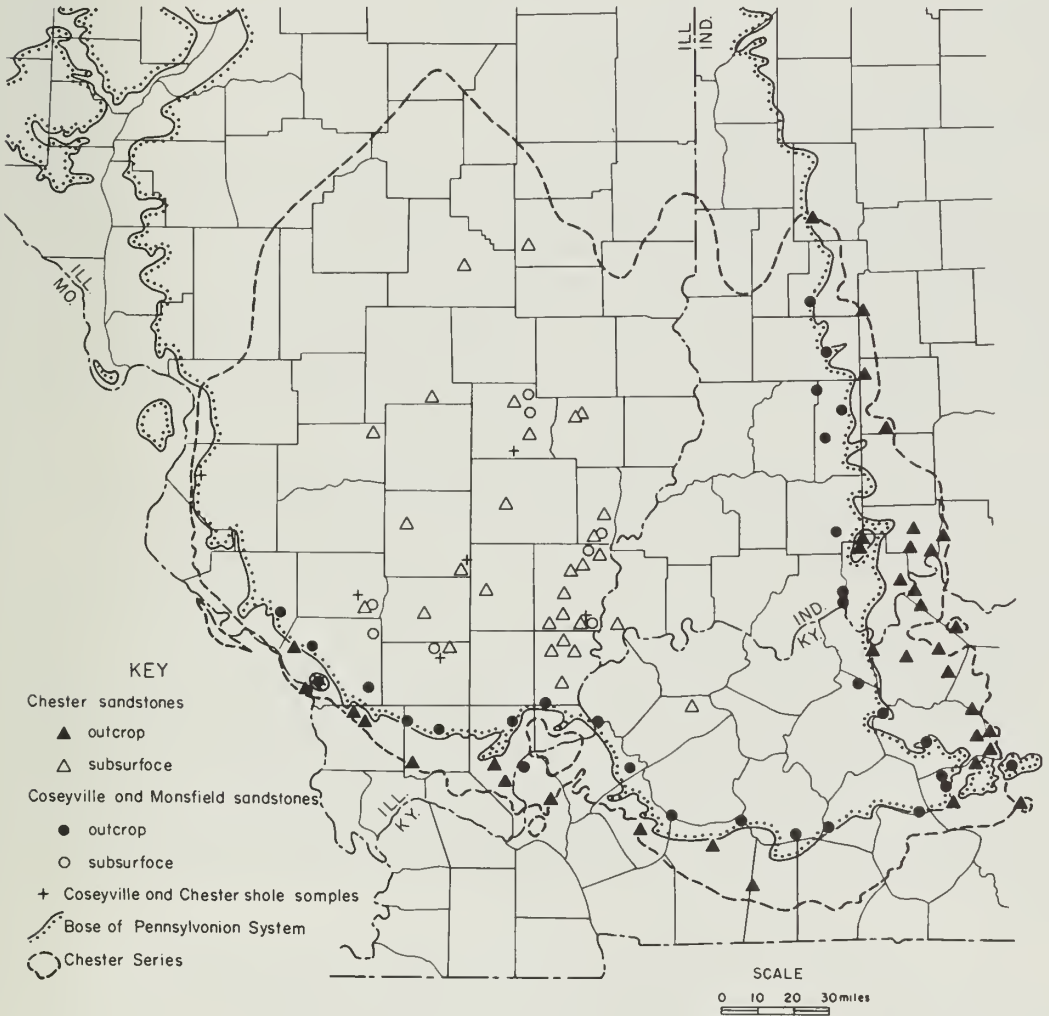 ILL.
IND.
ILL.
MO.
IND.
KY.
ILL.
KY.
KEY
Chester sandstones
outcrop
subsurfoce
Coseyville and Monsfield sandstones
outcrop
subsurfoce
Coseyville and Chester shole somples
Bose of Pennsylvonion System
Chester Series
SCALE
0 10 20 30 miles